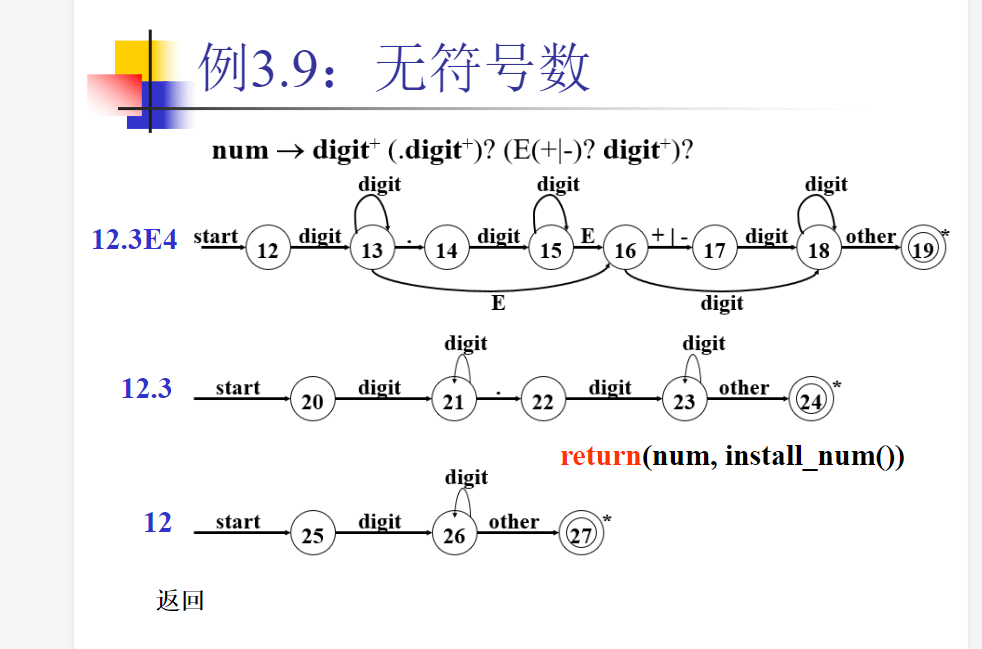 例3.9：无符号数
num → digit⁺ (.digit⁺)? (E(+|-)? digit⁺)?
digit digit digit
12.3E4 start 12 digit 13 . 14 digit 15 E 16 +|- 17 digit 18 other 19 *
E digit
digit digit
12.3 start 20 digit 21 . 22 digit 23 other 24 *
return(num, install_num())
digit
12 start 25 digit 26 other 27 *
返回